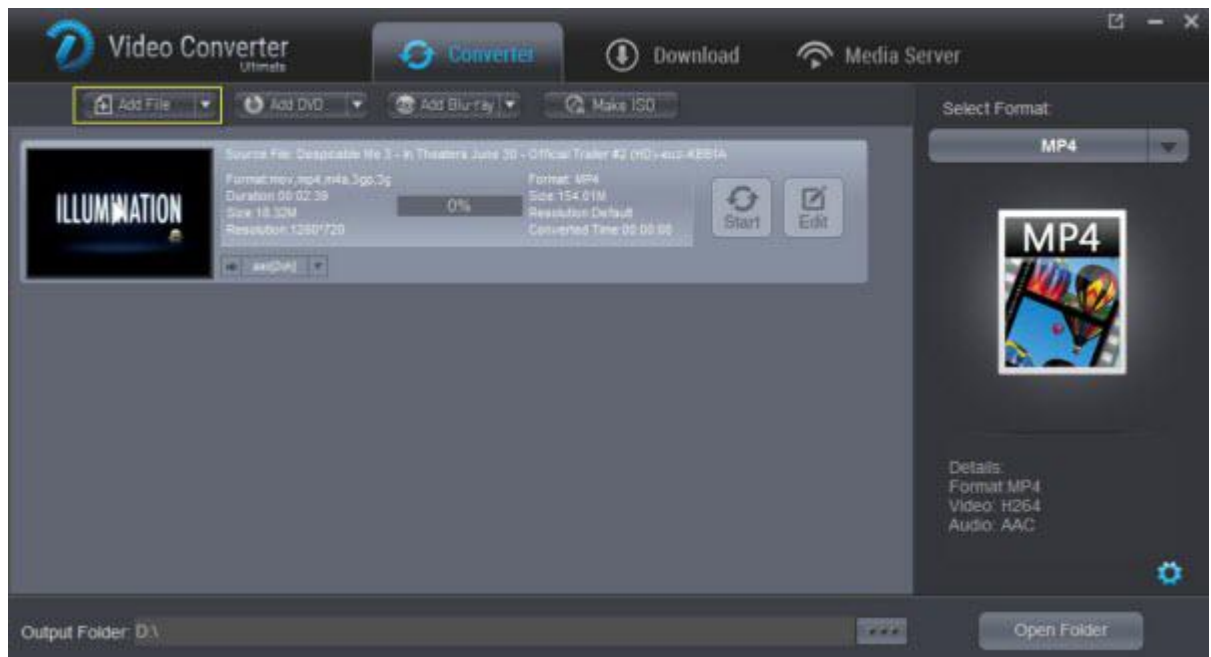 Video Converter
Ultimate
Converter
Download
Media Server
Add File
Add DVD
Add Blu-ray
Make ISO
Select Format:
MP4
Source File: Despicable Me 3 - In Theaters June 30 - Official Trailer #2 (HD)-
Format:mov,mp4,m4a,3gp,3g
Duration:00:02:39
Size:18.32M
Resolution:1280*720
0%
Format: MP4
Size:154.01M
Resolution:Default
Converted Time:00:00:00
Start
Edit
ILLUMINATION
MP4
Details:
Format:MP4
Video: H264
Audio: AAC
Output Folder: D:\
Open Folder